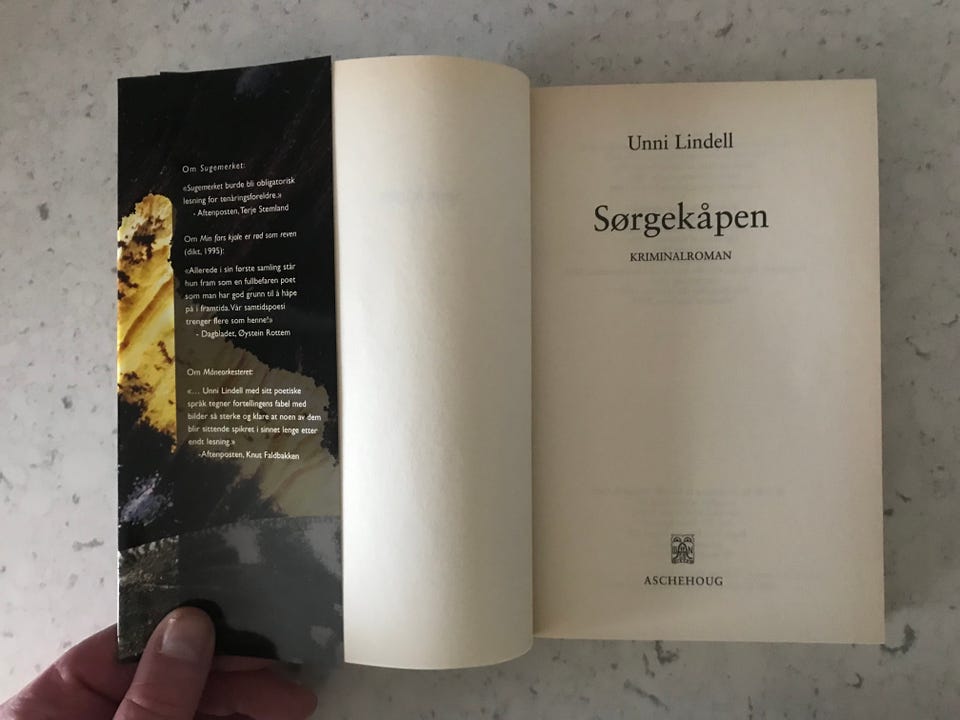 Om Sugemerket:
«Sugemerket burde bli obligatorisk
lesning for tenåringsforeldre.»
- Aftenposten, Terje Stemland
Om Min fars kjole er rød som reven
(dikt, 1995):
«Allerede i sin første samling står
hun fram som en fullbefaren poet
som man har god grunn til å håpe
på i framtida. Vår samtidspoesi
trenger flere som henne!»
- Dagbladet, Øystein Rottem
Om Måneorkesteret:
«... Unni Lindell med sitt poetiske
språk tegner fortellingens fabel med
bilder så sterke og klare at noen av dem
blir sittende spikret i sinnet lenge etter
endt lesning.»
-Aftenposten, Knut Faldbakken
Unni Lindell
Sørgekåpen
KRIMINALROMAN
ASCHEHOUG